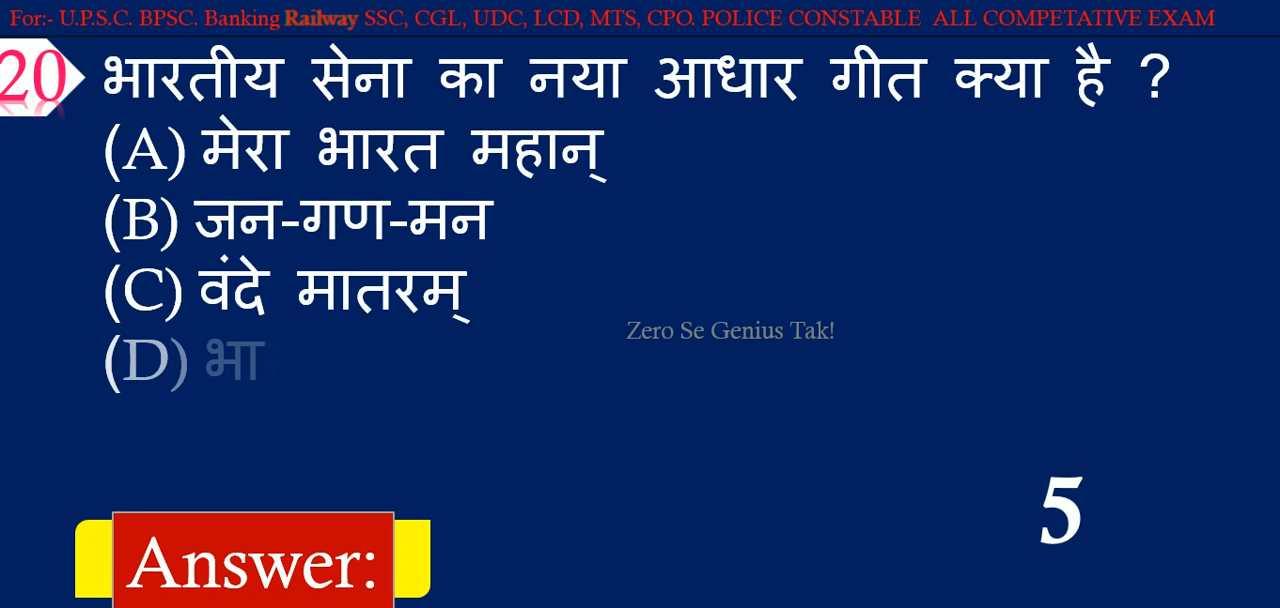 For:- U.P.S.C. BPSC. Banking Railway SSC, CGL, UDC, LCD, MTS, CPO. POLICE CONSTABLE ALL COMPETATIVE EXAM
20 भारतीय सेना का नया आधार गीत क्या है ?
(A) मेरा भारत महान्
(B) जन-गण-मन
(C) वंदे मातरम्
Zero Se Genius Tak!
(D)
5
Answer: